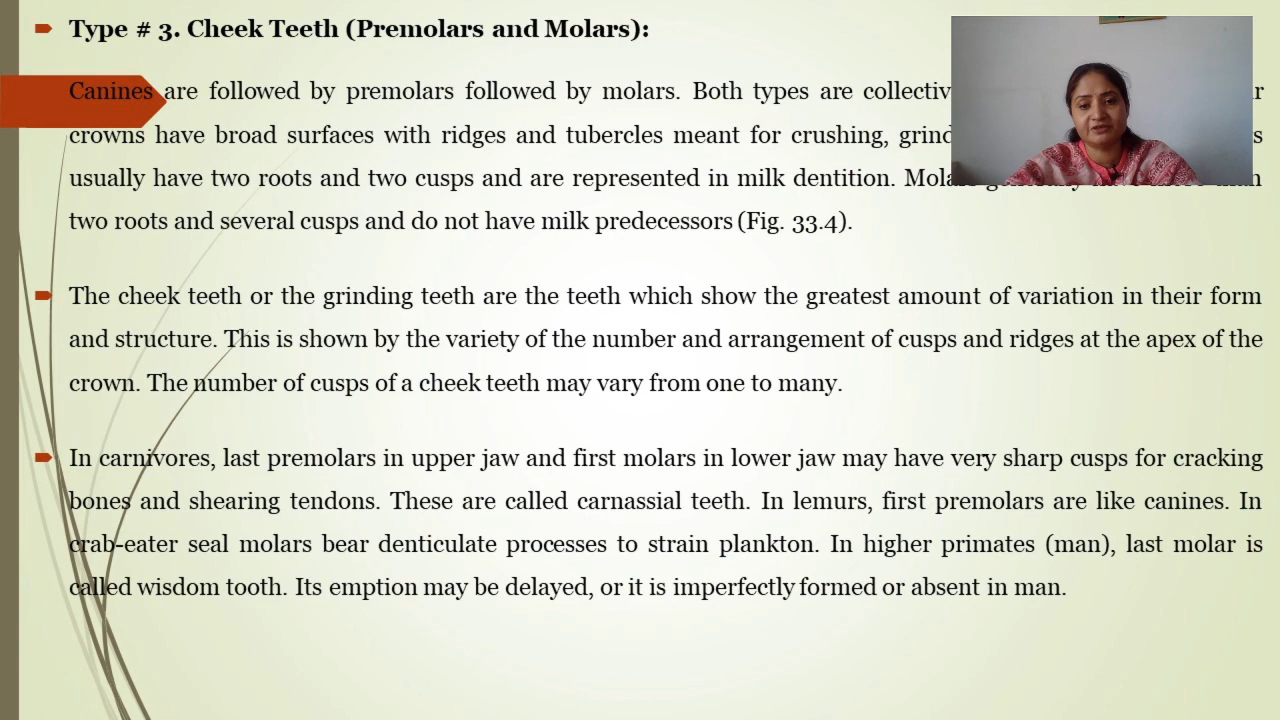 Type # 3. Cheek Teeth (Premolars and Molars):
Canines are followed by premolars followed by molars. Both types are
crowns have broad surfaces with ridges and tubercles meant for crushing,
usually have two roots and two cusps and are represented in milk dentition.
two roots and several cusps and do not have milk predecessors (Fig. 33.4).
The cheek teeth or the grinding teeth are the teeth which show the greatest amount of variation in their form
and structure. This is shown by the variety of the number and arrangement of cusps and ridges at the apex of the
crown. The number of cusps of a cheek teeth may vary from one to many.
In carnivores, last premolars in upper jaw and first molars in lower jaw may have very sharp cusps for cracking
bones and shearing tendons. These are called carnassial teeth. In lemurs, first premolars are like canines. In
crab-eater seal molars bear denticulate processes to strain plankton. In higher primates (man), last molar is
called wisdom tooth. Its emption may be delayed, or it is imperfectly formed or absent in man.